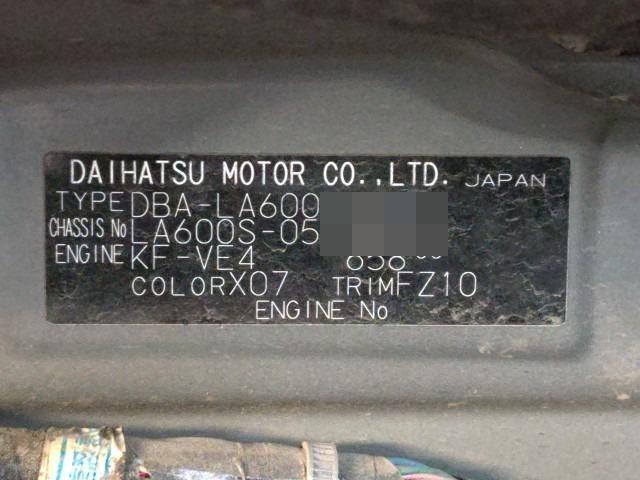 DAIHATSU MOTOR CO.,LTD. JAPAN
TYPE DBA-LA600
CHASSIS No LA600S-05
ENGINE KF-VE4 658
COLOR X07 TRIM FZ10
ENGINE No